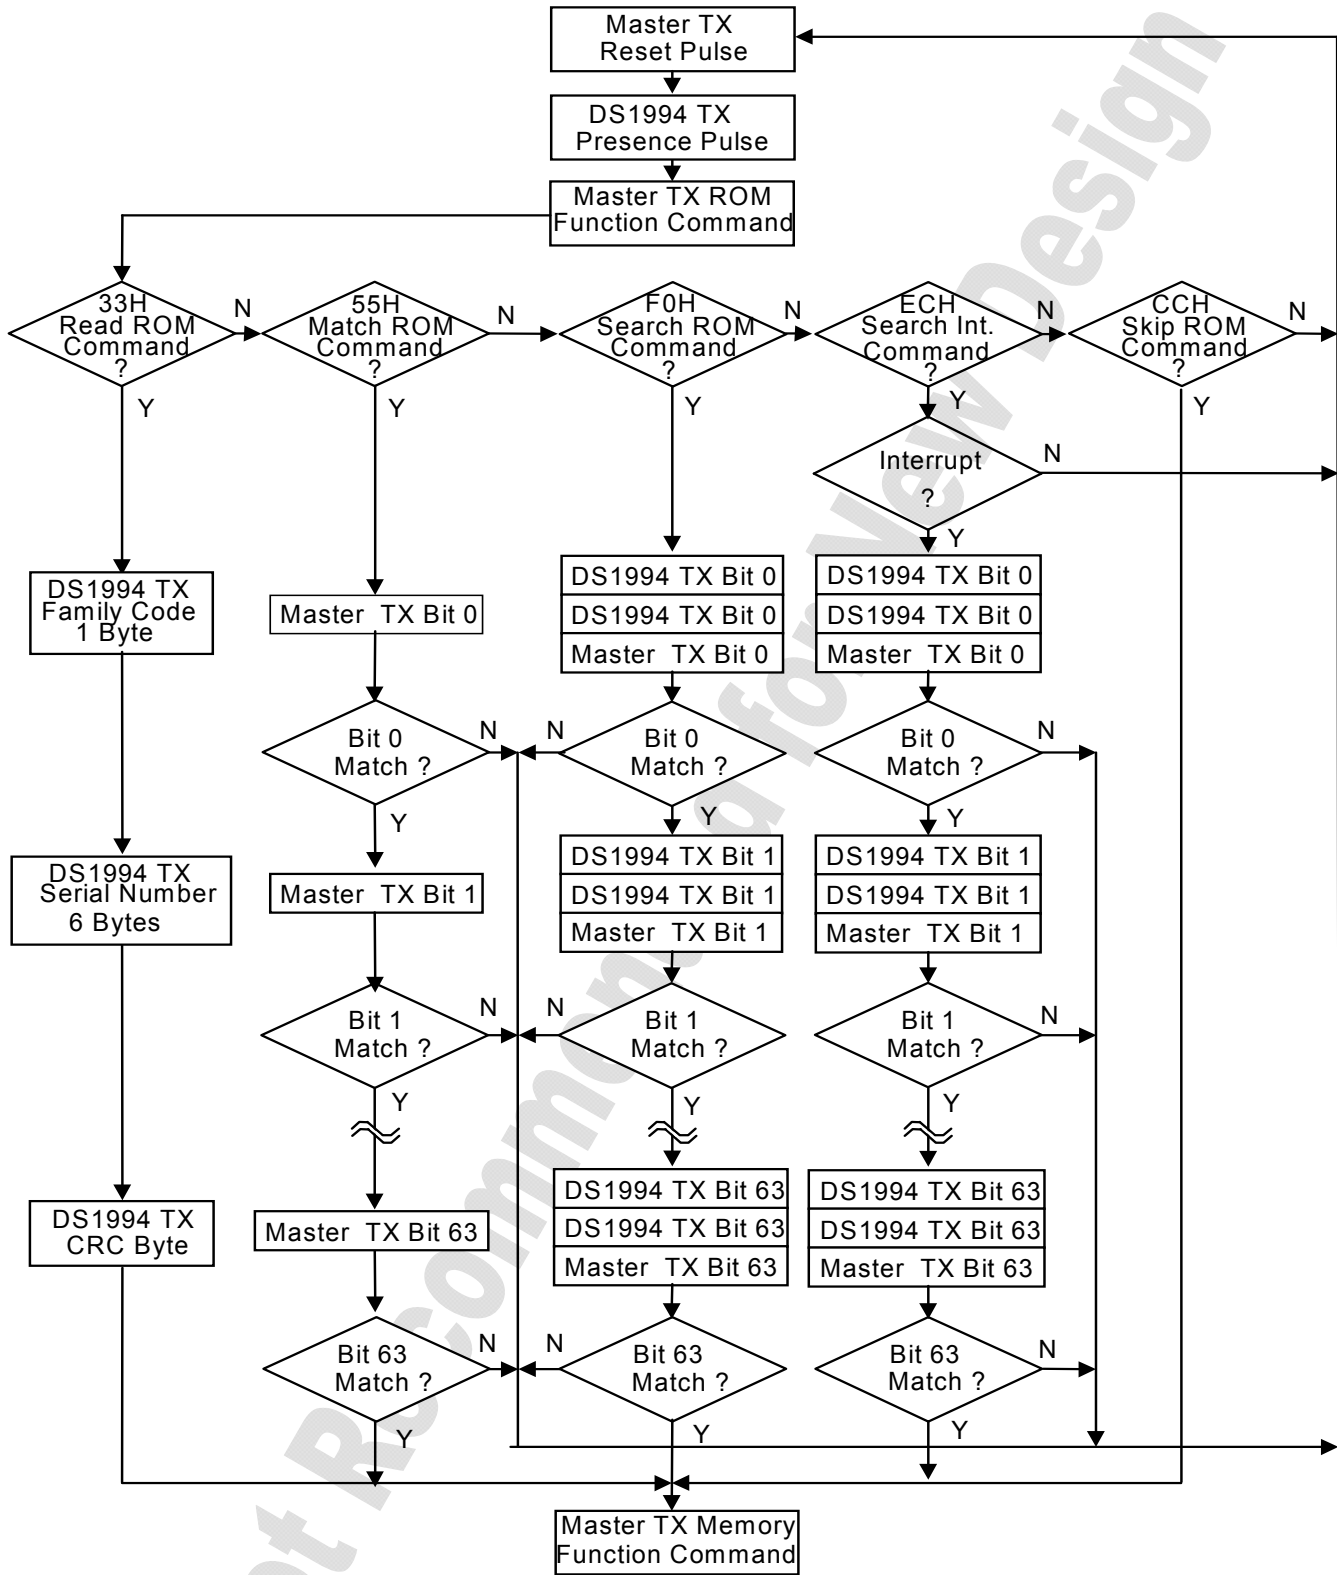 Master TX
Reset Pulse
DS1994 TX
Presence Pulse
Master TX ROM
Function Command
33H
Read ROM
Command
?
N
Y
55H
Match ROM
Command
?
N
Y
F0H
Search ROM
Command
?
N
Y
ECH
Search Int.
Command
?
N
Y
CCH
Skip ROM
Command
?
N
Y
Interrupt
?
N
Y
DS1994 TX
Family Code
1 Byte
DS1994 TX
Serial Number
6 Bytes
DS1994 TX
CRC Byte
Master TX Bit 0
Bit 0
Match ?
N
Y
Master TX Bit 1
Bit 1
Match ?
N
Y
Master TX Bit 63
Bit 63
Match ?
N
Y
DS1994 TX Bit 0
DS1994 TX Bit 0
Master TX Bit 0
Bit 0
Match ?
N
Y
DS1994 TX Bit 1
DS1994 TX Bit 1
Master TX Bit 1
Bit 1
Match ?
N
Y
DS1994 TX Bit 63
DS1994 TX Bit 63
Master TX Bit 63
Bit 63
Match ?
N
Y
DS1994 TX Bit 0
DS1994 TX Bit 0
Master TX Bit 0
Bit 0
Match ?
N
Y
DS1994 TX Bit 1
DS1994 TX Bit 1
Master TX Bit 1
Bit 1
Match ?
N
Y
DS1994 TX Bit 63
DS1994 TX Bit 63
Master TX Bit 63
Bit 63
Match ?
N
Y
Master TX Memory
Function Command
for New Design